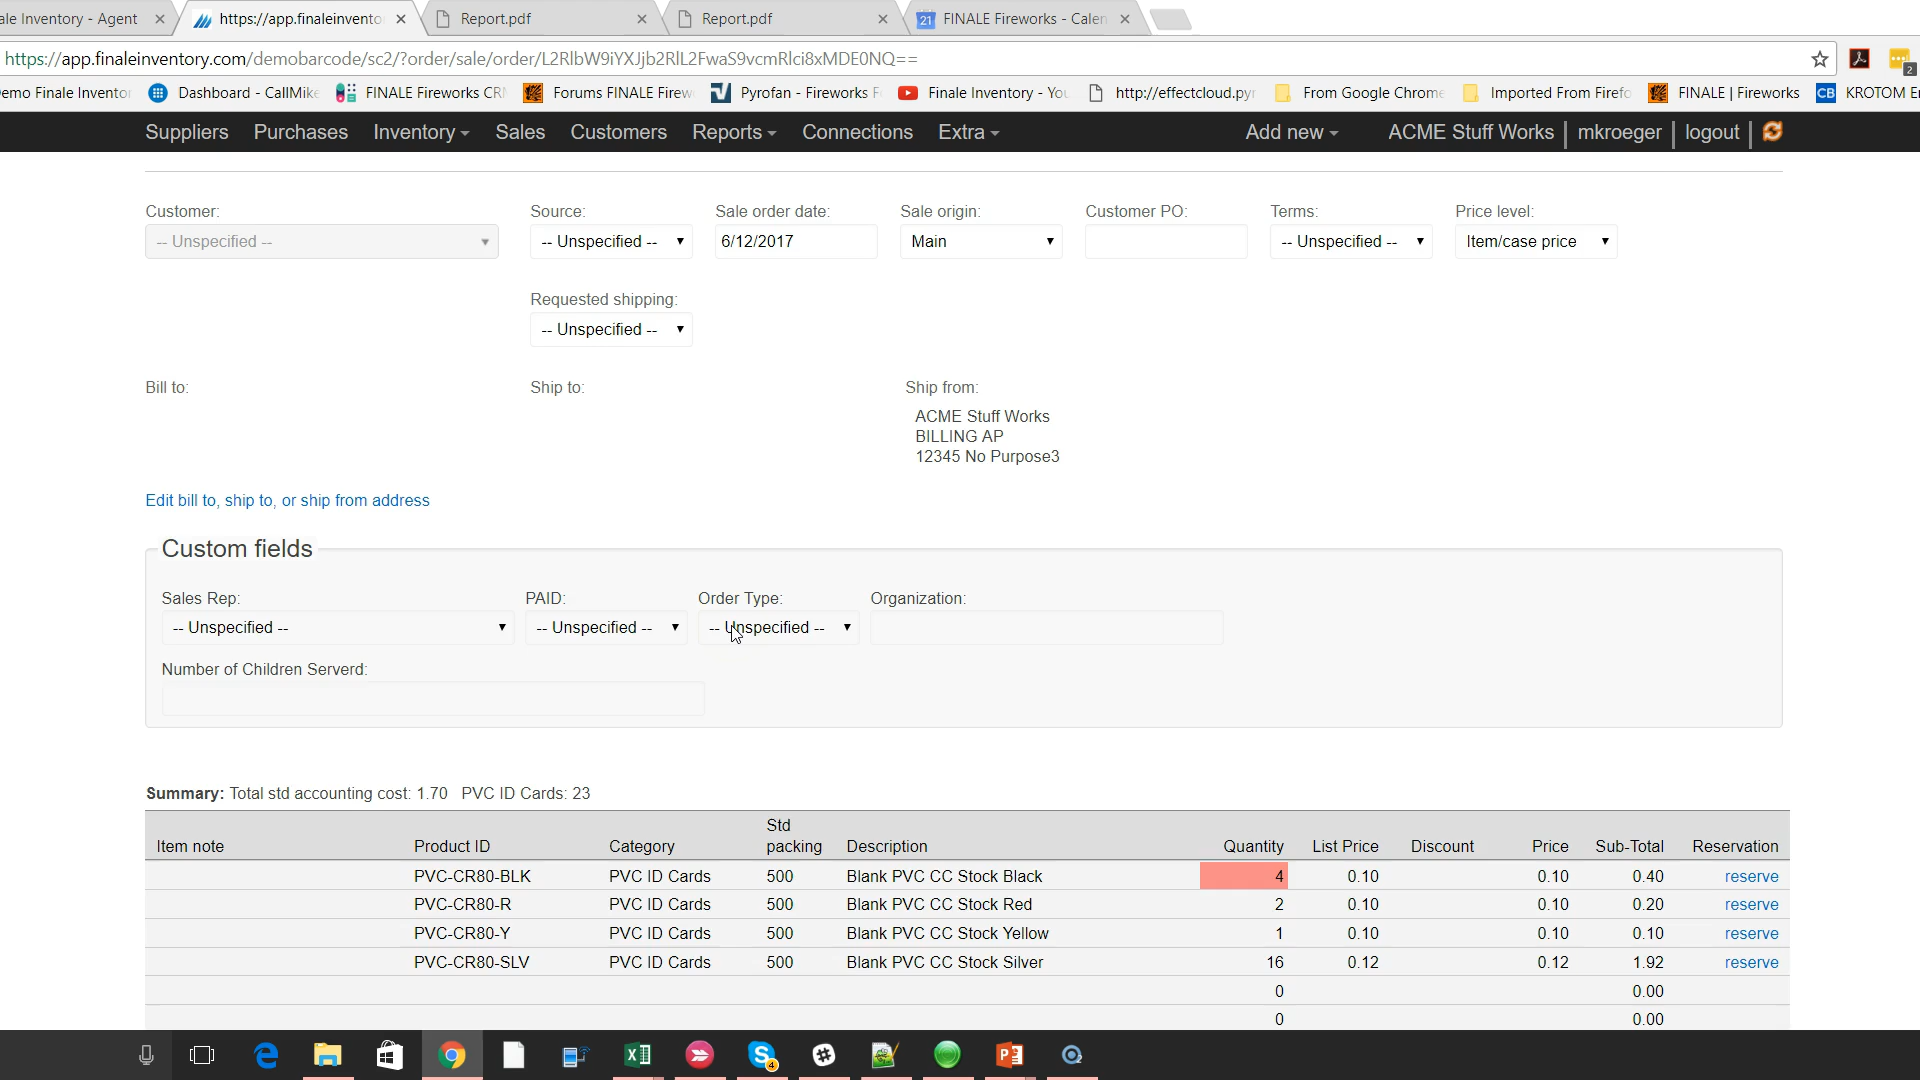 ale Inventory - Agent
https://app.finaleinvento
Report.pdf
Report.pdf
21
FINALE Fireworks - Calen
https://app.finaleinventory.com/demobarcode/sc2/?order/sale/order/L2RlbW9iYXJjb2RlL2FwaS9vcmRlci8xMDE0NQ==
2
emo Finale Inventor
Dashboard - CallMike
FINALE Fireworks CRM
Forums FINALE Firew
Pyrofan - Fireworks F
Finale Inventory - You
http://effectcloud.pyr
From Google Chrome
Imported From Firefo
FINALE | Fireworks
CB KROTOM E
Suppliers Purchases Inventory Sales Customers Reports Connections Extra Add new ACME Stuff Works | mkroeger | logout |
Customer: Source: Sale order date: Sale origin: Customer PO: Terms: Price level:
-- Unspecified -- -- Unspecified -- 6/12/2017 Main -- Unspecified -- Item/case price
Requested shipping:
-- Unspecified --
Bill to: Ship to: Ship from:
ACME Stuff Works
BILLING AP
12345 No Purpose3
Edit bill to, ship to, or ship from address
Custom fields
Sales Rep: PAID: Order Type: Organization:
-- Unspecified -- -- Unspecified -- -- Unspecified --
Number of Children Serverd:
Summary: Total std accounting cost: 1.70 PVC ID Cards: 23
Item note Product ID Category Std packing Description Quantity List Price Discount Price Sub-Total Reservation
PVC-CR80-BLK PVC ID Cards 500 Blank PVC CC Stock Black 4 0.10 0.10 0.40 reserve
PVC-CR80-R PVC ID Cards 500 Blank PVC CC Stock Red 2 0.10 0.10 0.20 reserve
PVC-CR80-Y PVC ID Cards 500 Blank PVC CC Stock Yellow 1 0.10 0.10 0.10 reserve
PVC-CR80-SLV PVC ID Cards 500 Blank PVC CC Stock Silver 16 0.12 0.12 1.92 reserve
0 0.00
0 0.00
4